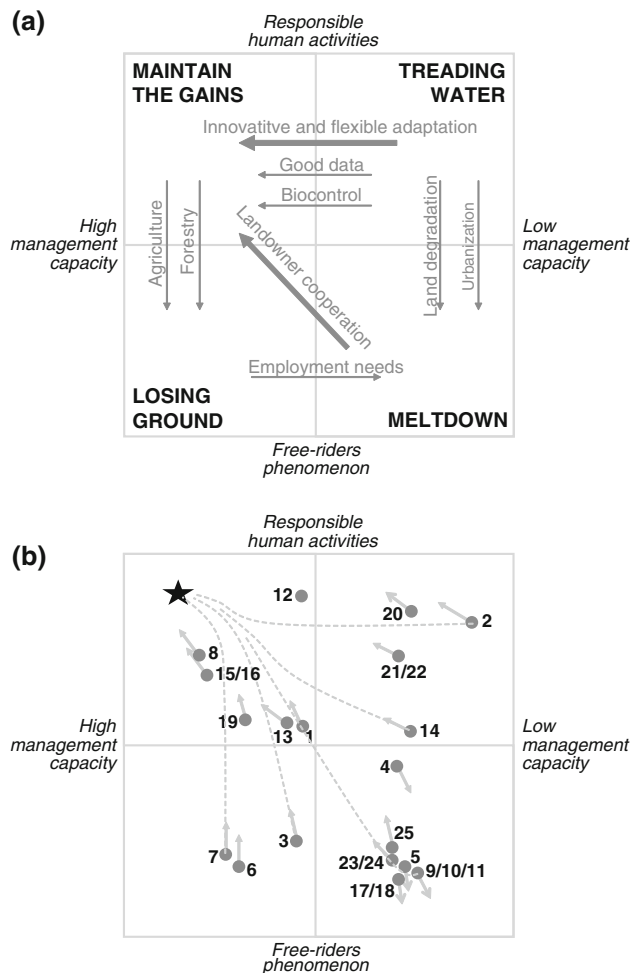 (a)
Responsible
human activities
MAINTAIN
THE GAINS
TREADING
WATER
Innovatitve and flexible adaptation
Good data
Biocontrol
Agriculture
Forestry
Landowner cooperation
Land degradation
Urbanization
High
management
capacity
Low
management
capacity
Employment needs
LOSING
GROUND
MELTDOWN
Free-riders
phenomenon
(b)
Responsible
human activities
12
20
2
8
15/16
21/22
19
13
1
14
High
management
capacity
Low
management
capacity
4
7
6
3
25
23/24
5
9/10/11
17/18
Free-riders
phenomenon